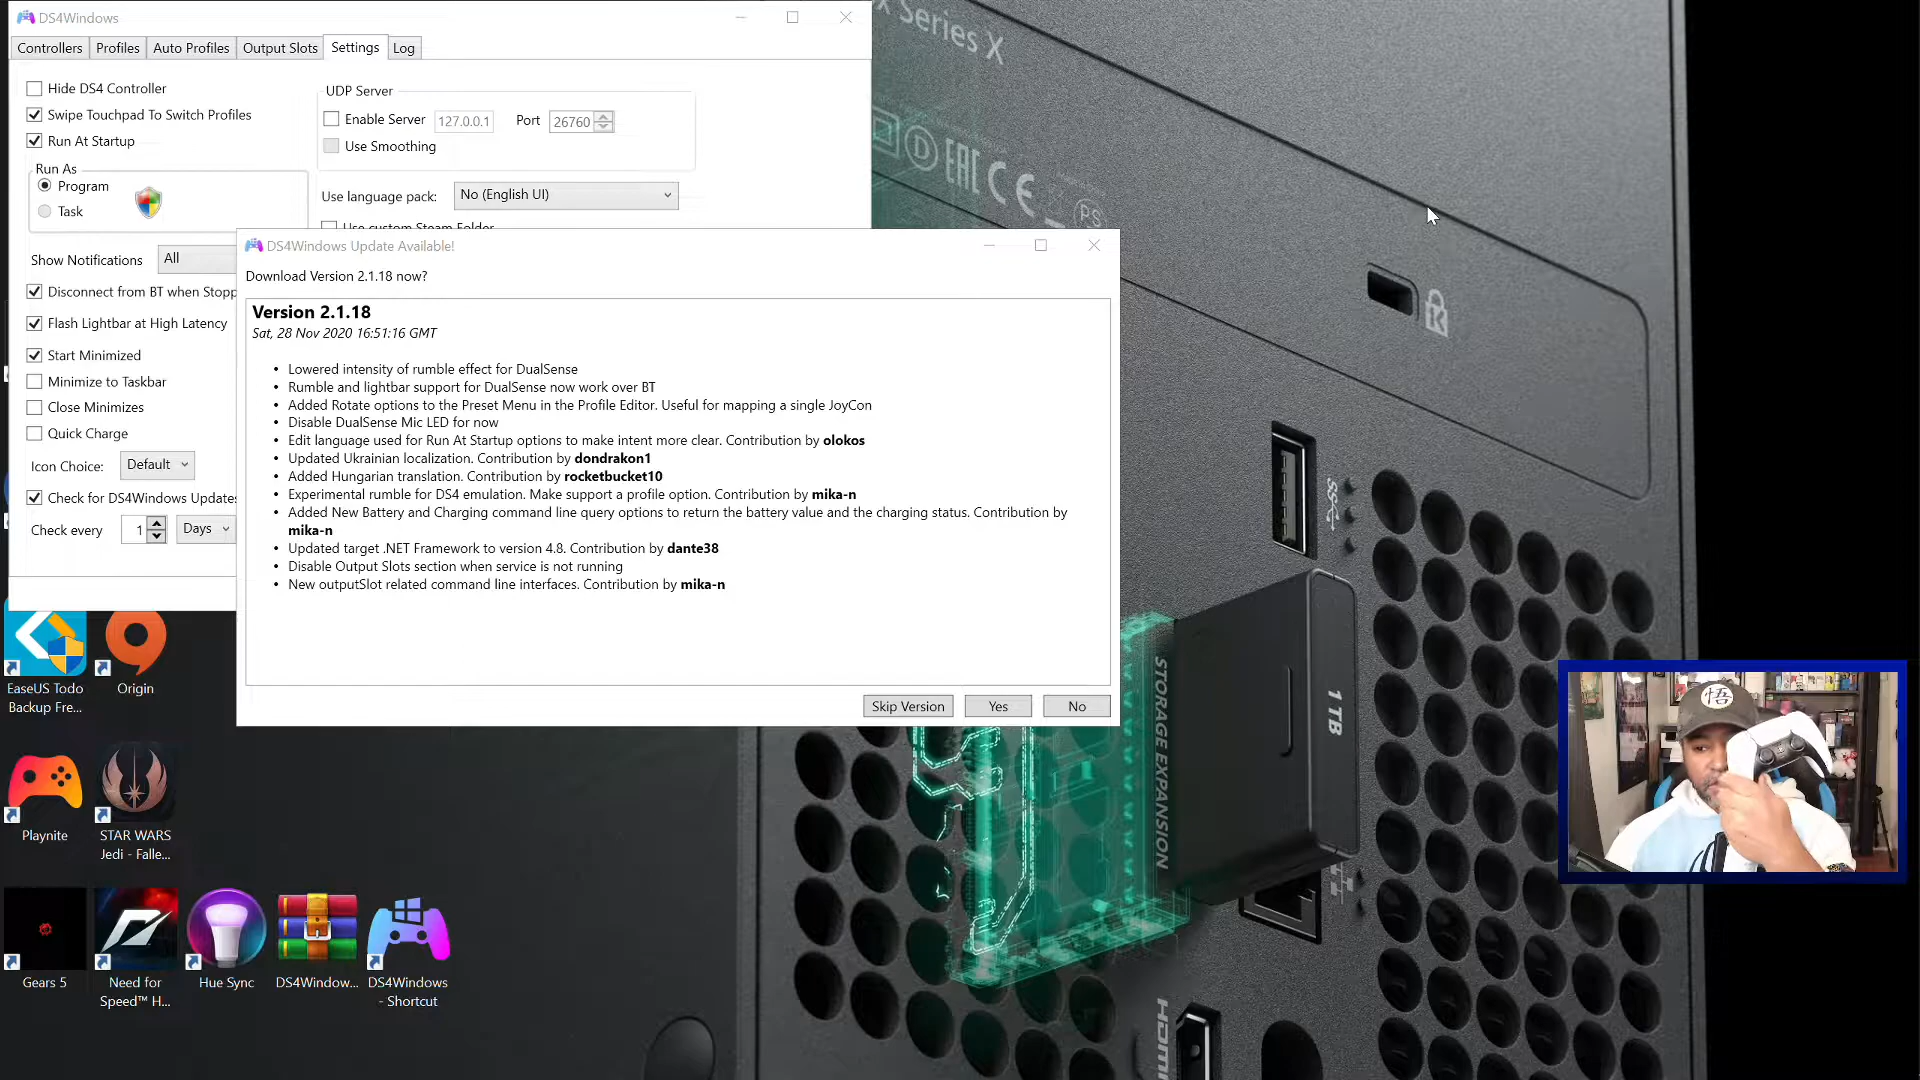 DS4Windows
Controllers Profiles Auto Profiles Output Slots Settings Log
Hide DS4 Controller
Swipe Touchpad To Switch Profiles
Run At Startup
Run As
Program
Task
Show Notifications All
Disconnect from BT when Stopp
Flash Lightbar at High Latency
Start Minimized
Minimize to Taskbar
Close Minimizes
Quick Charge
Icon Choice: Default
Check for DS4Windows Updates
Check every 1 Days
UDP Server
Enable Server 127.0.0.1 Port 26760
Use Smoothing
Use language pack: No (English UI)
Use custom Steam Folder
DS4Windows Update Available!
Download Version 2.1.18 now?
Version 2.1.18
Sat, 28 Nov 2020 16:51:16 GMT
• Lowered intensity of rumble effect for DualSense
• Rumble and lightbar support for DualSense now work over BT
• Added Rotate options to the Preset Menu in the Profile Editor. Useful for mapping a single JoyCon
• Disable DualSense Mic LED for now
• Edit language used for Run At Startup options to make intent more clear. Contribution by olokos
• Updated Ukrainian localization. Contribution by dondrakon1
• Added Hungarian translation. Contribution by rocketbucket10
• Experimental rumble for DS4 emulation. Make support a profile option. Contribution by mika-n
• Added New Battery and Charging command line query options to return the battery value and the charging status. Contribution by
mika-n
• Updated target .NET Framework to version 4.8. Contribution by dante38
• Disable Output Slots section when service is not running
• New outputSlot related command line interfaces. Contribution by mika-n
Skip Version Yes No
Series X
D EAC CE
PS
SS
STORAGE EXPANSION
1 TB
HDMI
悟
EaseUS Todo
Backup Fre...
Origin
Playnite
STAR WARS
Jedi - Falle...
Gears 5
Need for
Speed™ H...
Hue Sync
DS4Window...
DS4Windows
- Shortcut